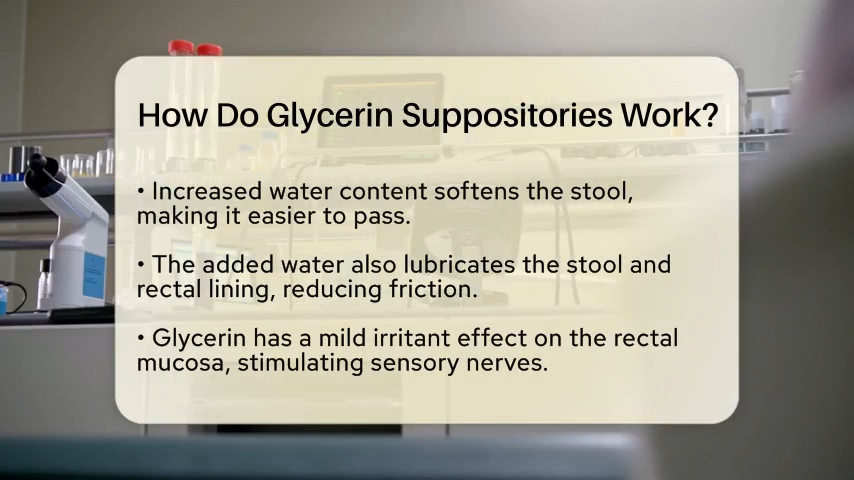 How Do Glycerin Suppositories Work?
• Increased water content softens the stool,
making it easier to pass.
• The added water also lubricates the stool and
rectal lining, reducing friction.
• Glycerin has a mild irritant effect on the rectal
mucosa, stimulating sensory nerves.